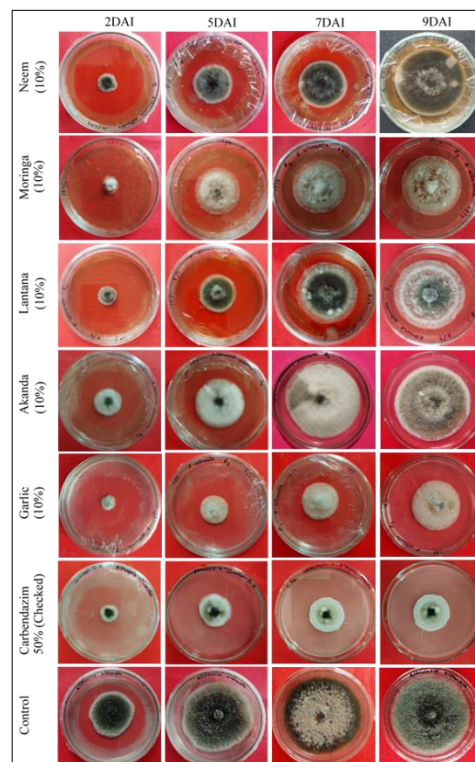 2DAI 5DAI 7DAI 9DAI
Neem
(10%)
Moringa
(10%)
Lantana
(10%)
Akanda
(10%)
Garlic
(10%)
Carbendazim
50% (Checked)
Control